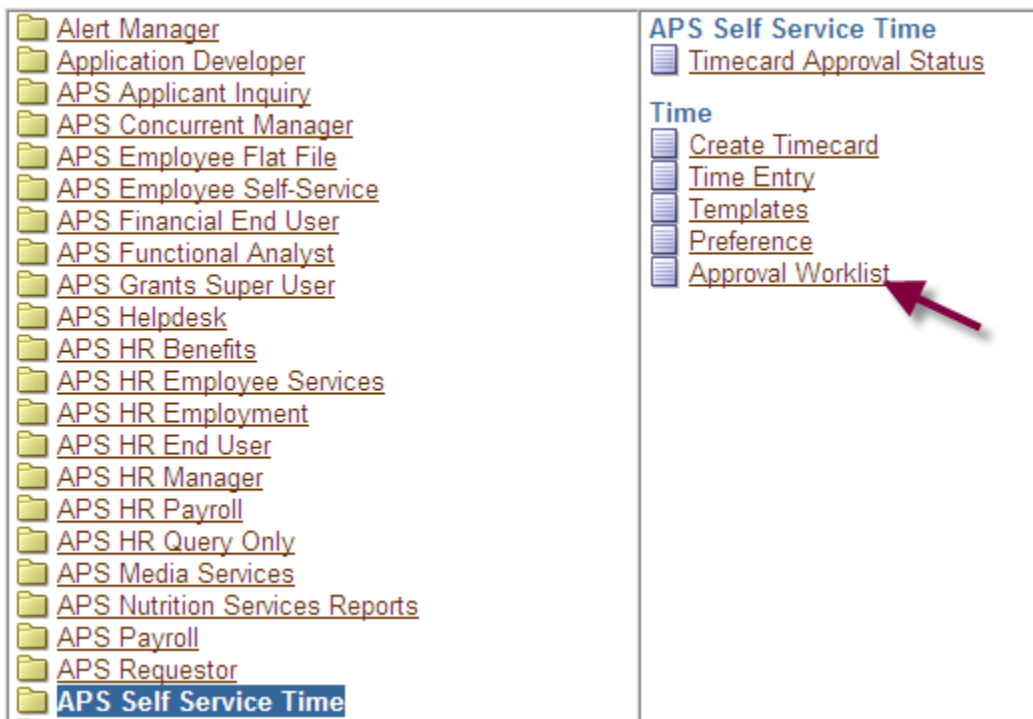 Alert Manager
Application Developer
APS Applicant Inquiry
APS Concurrent Manager
APS Employee Flat File
APS Employee Self-Service
APS Financial End User
APS Functional Analyst
APS Grants Super User
APS Helpdesk
APS HR Benefits
APS HR Employee Services
APS HR Employment
APS HR End User
APS HR Manager
APS HR Payroll
APS HR Query Only
APS Media Services
APS Nutrition Services Reports
APS Payroll
APS Requestor
APS Self Service Time
APS Self Service Time
Timecard Approval Status
Time
Create Timecard
Time Entry
Templates
Preference
Approval Worklist